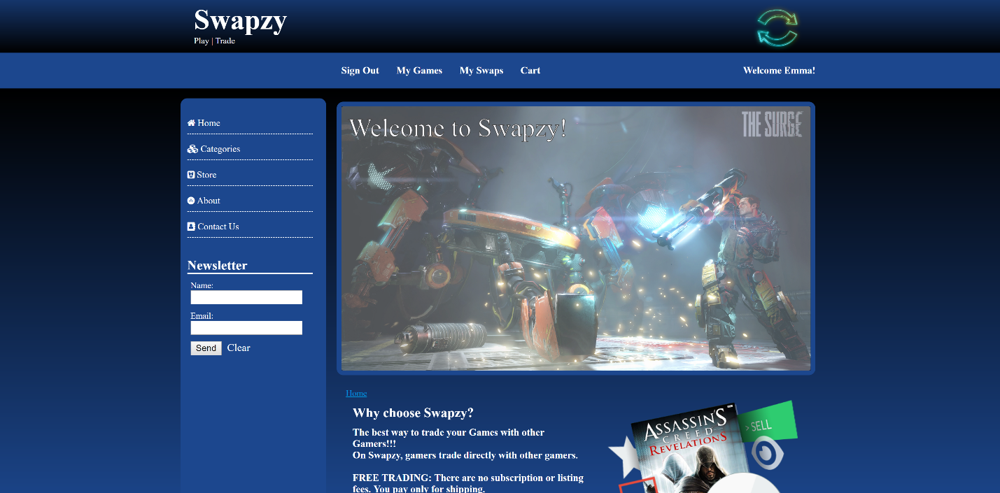 Swapzy
Play | Trade
Sign Out My Games My Swaps Cart Welcome Emma!
Home
Categories
Store
About
Contact Us
Newsletter
Name:
Email:
Send Clear
Welcome to Swapzy!
THE SURGE
Home
Why choose Swapzy?
The best way to trade your Games with other
Gamers!!!
On Swapzy, gamers trade directly with other gamers.
FREE TRADING: There are no subscription or listing
fees. You pay only for shipping.
ASSASSIN'S
CREED
REVELATIONS
> SELL